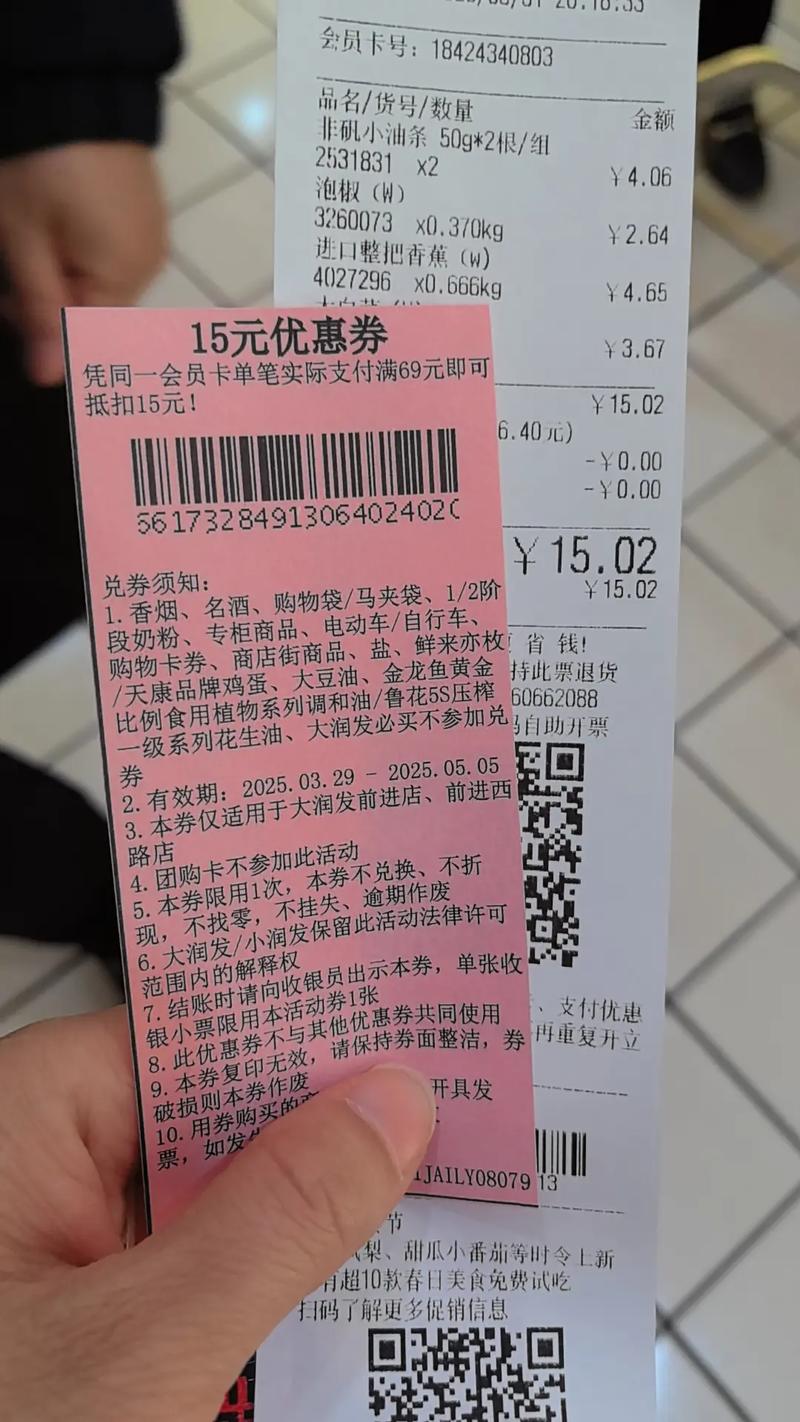 会员卡号：18424340803
品名/货号/数量 金额
非矾小油条 50g*2根/组
2531831 x2 ￥4.06
泡椒（W）
3260073 x0.370kg ￥2.64
进口整把香蕉（w）
4027296 x0.666kg ￥4.65
￥3.67
￥15.02
6.40元)
-￥0.00
-￥0.00
￥15.02
￥15.02
省钱!
持此票退货
60662088
自助开票
、支付优惠
再重复开立
13
节
梨、甜瓜小番茄等时令上新
有超10款春日美食免费试吃
扫码了解更多促销信息
15元优惠券
凭同一会员卡单笔实际支付满69元即可
抵扣15元!
5617328491306402402
兑券须知:
1. 香烟、名酒、购物袋/马夹袋、1/2阶
段奶粉、专柜商品、电动车/自行车、
购物卡券、商店街商品、盐、鲜来亦枚
/天康品牌鸡蛋、大豆油、金龙鱼黄金
比例食用植物系列调和油/鲁花5S压榨
一级系列花生油、大润发必买不参加兑
券
2. 有效期: 2025.03.29 - 2025.05.05
3. 本券仅适用于大润发前进店、前进西
路店
4. 团购卡不参加此活动
5. 本券限用1次, 本券不兑换、不折
现, 不找零, 不挂失、逾期作废
6. 大润发/小润发保留此活动法律许可
范围内的解释权
7. 结账时请向收银员出示本券, 单张收
银小票限用本活动券1张
8. 此优惠券不与其他优惠券共同使用
9. 本券复印无效, 请保持券面整洁, 券
破损则本券作废
10. 用券购买的 开具发
票, 如发
JAILY08079